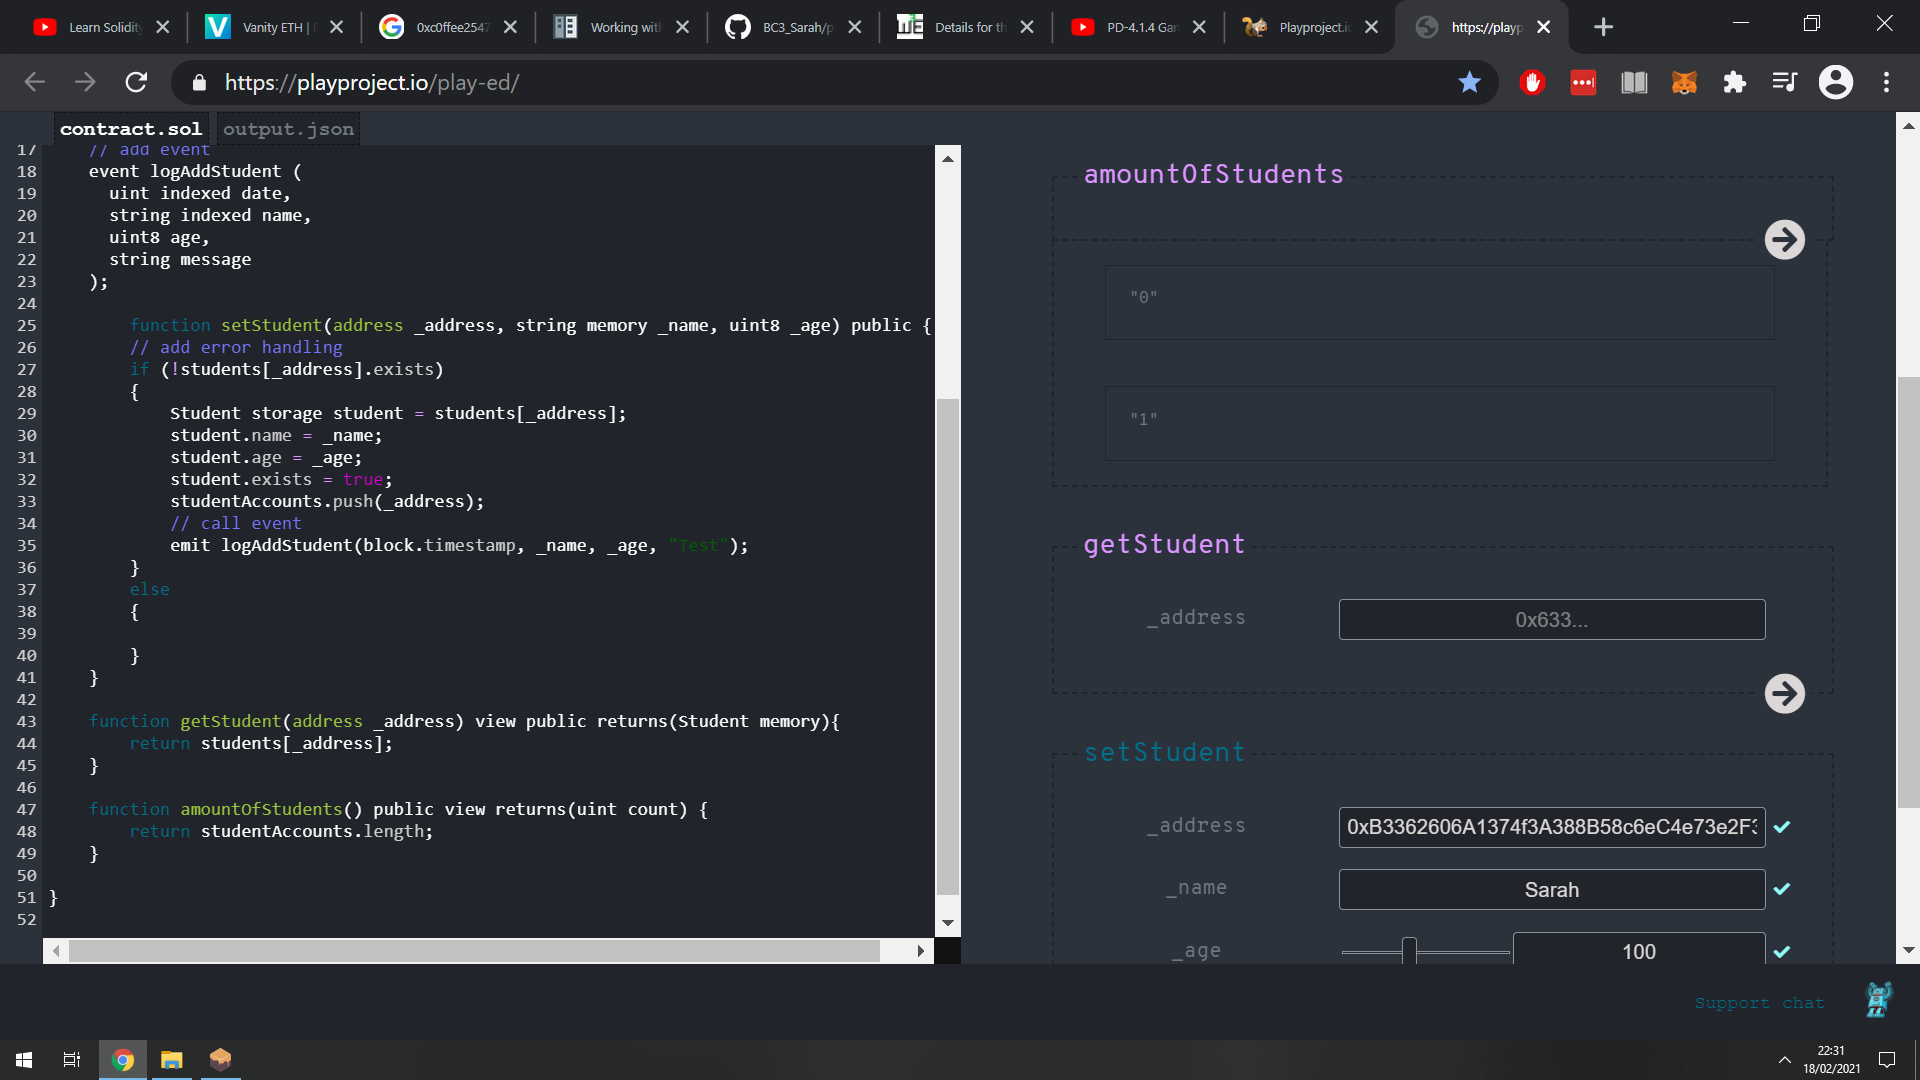 Learn Solidity
Vanity ETH |
0xc0ffee2547
Working with
BC3_Sarah/p
Details for th
PD-4.1.4 Gan
Playproject.io
https://playp
https://playproject.io/play-ed/
contract.sol
output.json
17 // add event
18 event logAddStudent (
19 uint indexed date,
20 string indexed name,
21 uint8 age,
22 string message
23 );
24
25 function setStudent(address _address, string memory _name, uint8 _age) public {
26 // add error handling
27 if (!students[_address].exists)
28 {
29 Student storage student = students[_address];
30 student.name = _name;
31 student.age = _age;
32 student.exists = true;
33 studentAccounts.push(_address);
34 // call event
35 emit logAddStudent(block.timestamp, _name, _age, "Test");
36 }
37 else
38 {
39
40 }
41 }
42
43 function getStudent(address _address) view public returns(Student memory){
44 return students[_address];
45 }
46
47 function amountOfStudents() public view returns(uint count) {
48 return studentAccounts.length;
49 }
50
51 }
52
amountOfStudents
"0"
"1"
getStudent
_address 0x633...
setStudent
_address 0xB3362606A1374f3A388B58c6eC4e73e2F3
_name Sarah
_age 100
Support chat
22:31
18/02/2021